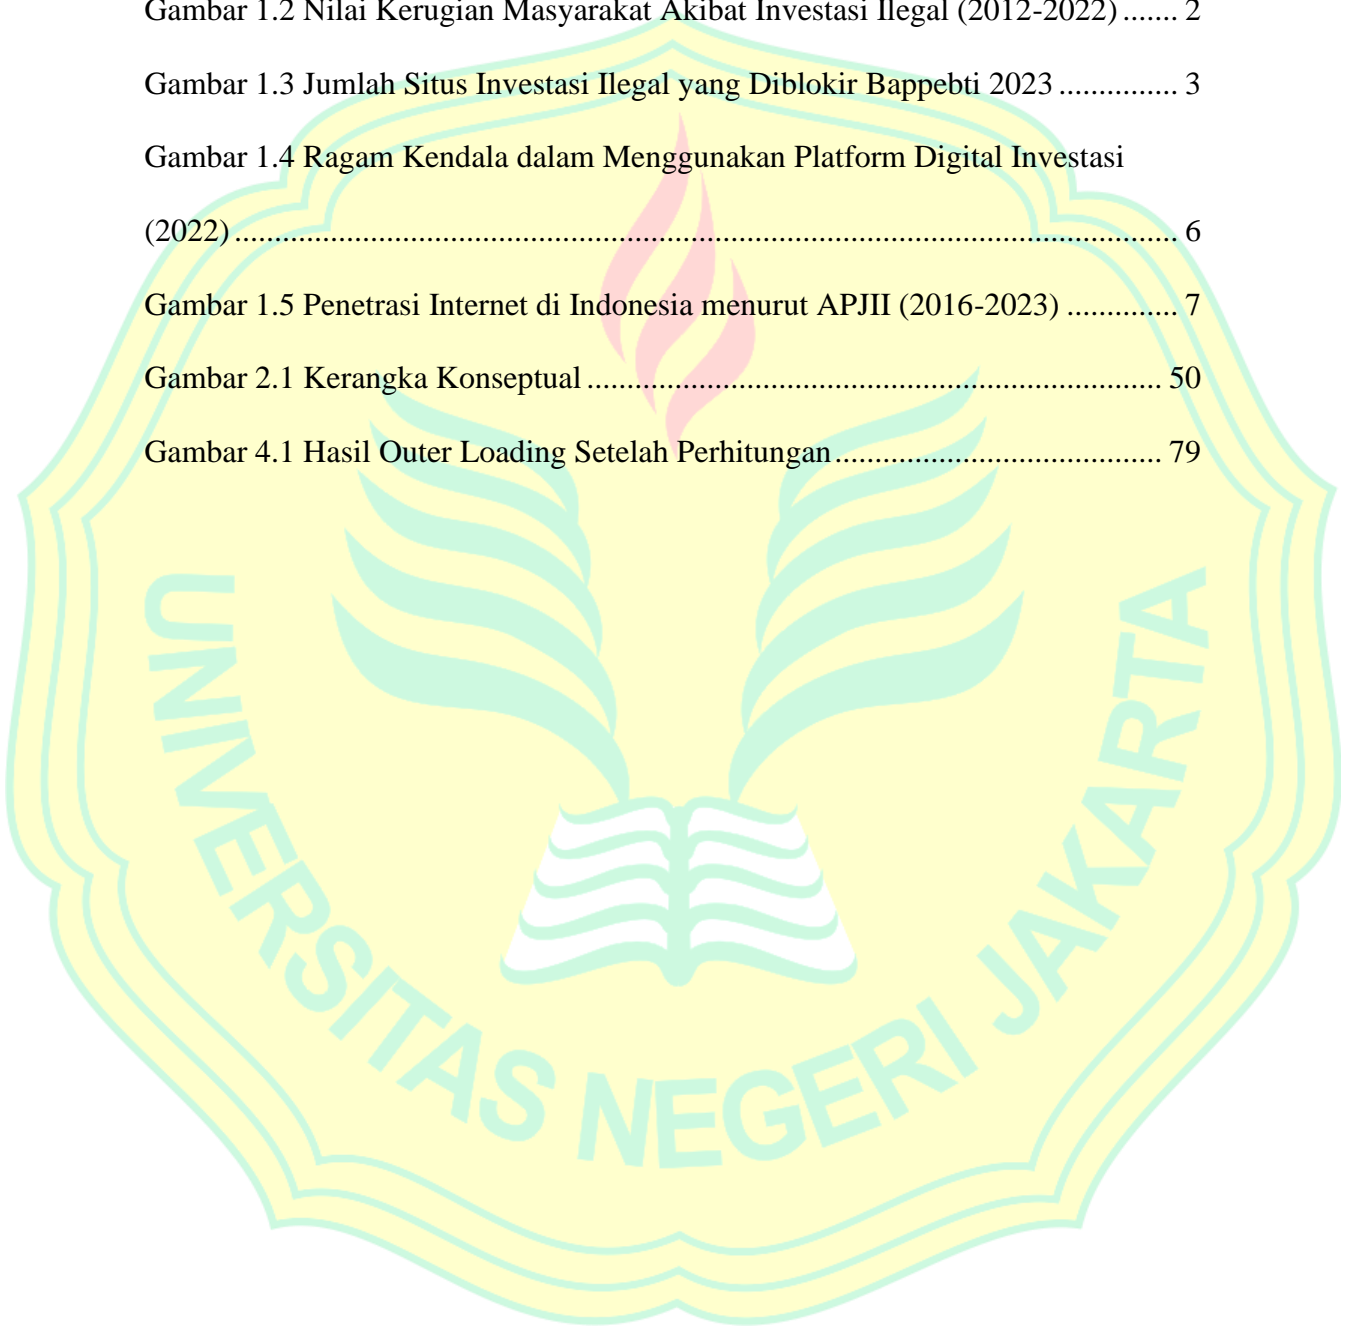 Gambar 1.2 Nilai Kerugian Masyarakat Akibat Investasi Ilegal (2012-2022) ....... 2
Gambar 1.3 Jumlah Situs Investasi Ilegal yang Diblokir Bappebti 2023 ............... 3
Gambar 1.4 Ragam Kendala dalam Menggunakan Platform Digital Investasi
(2022) ........................................................................................................................ 6
Gambar 1.5 Penetrasi Internet di Indonesia menurut APJII (2016-2023) .............. 7
Gambar 2.1 Kerangka Konseptual ......................................................................... 50
Gambar 4.1 Hasil Outer Loading Setelah Perhitungan ......................................... 79
UNIVERSITAS NEGERI JAKARTA